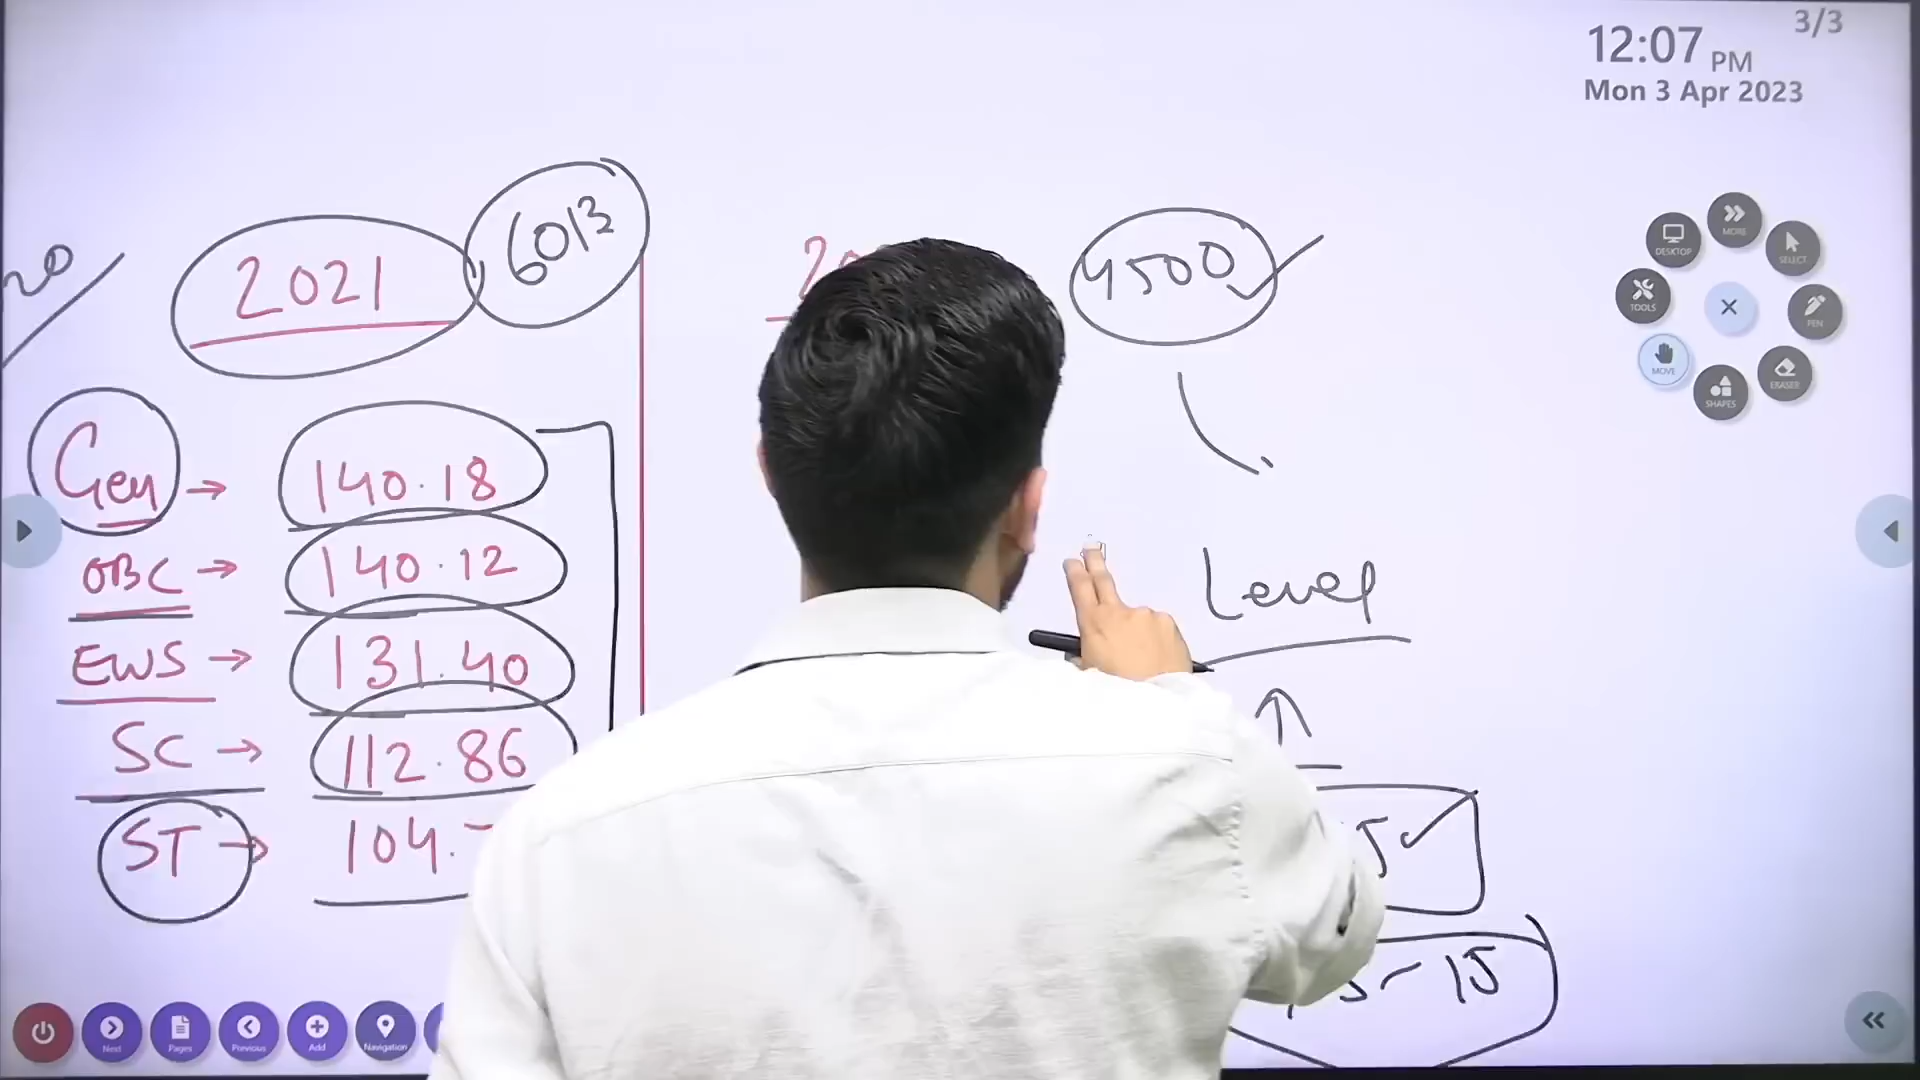 3/3
12:07 PM
Mon 3 Apr 2023
20
2021
6013
4500
Gen → 140.18
OBC → 140.12
EWS → 131.40
SC → 112.86
ST → 104.
Level
15
DESKTOP
MORE
SELECT
TOOLS
PEN
MOVE
SHAPES
ERASER
Next
Pages
Previous
Add
Navigation